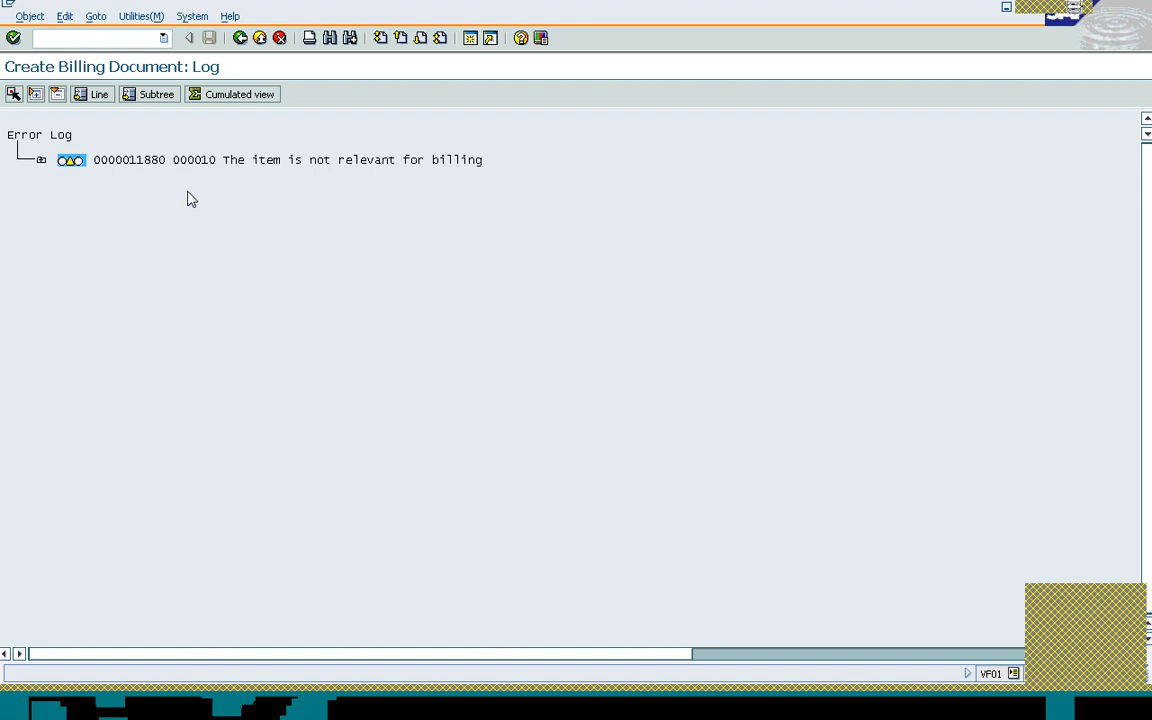 Object Edit Goto Utilities(M) System Help
Create Billing Document: Log
Line Subtree Cumulated view
Error Log
0000011880 000010 The item is not relevant for billing
VF01